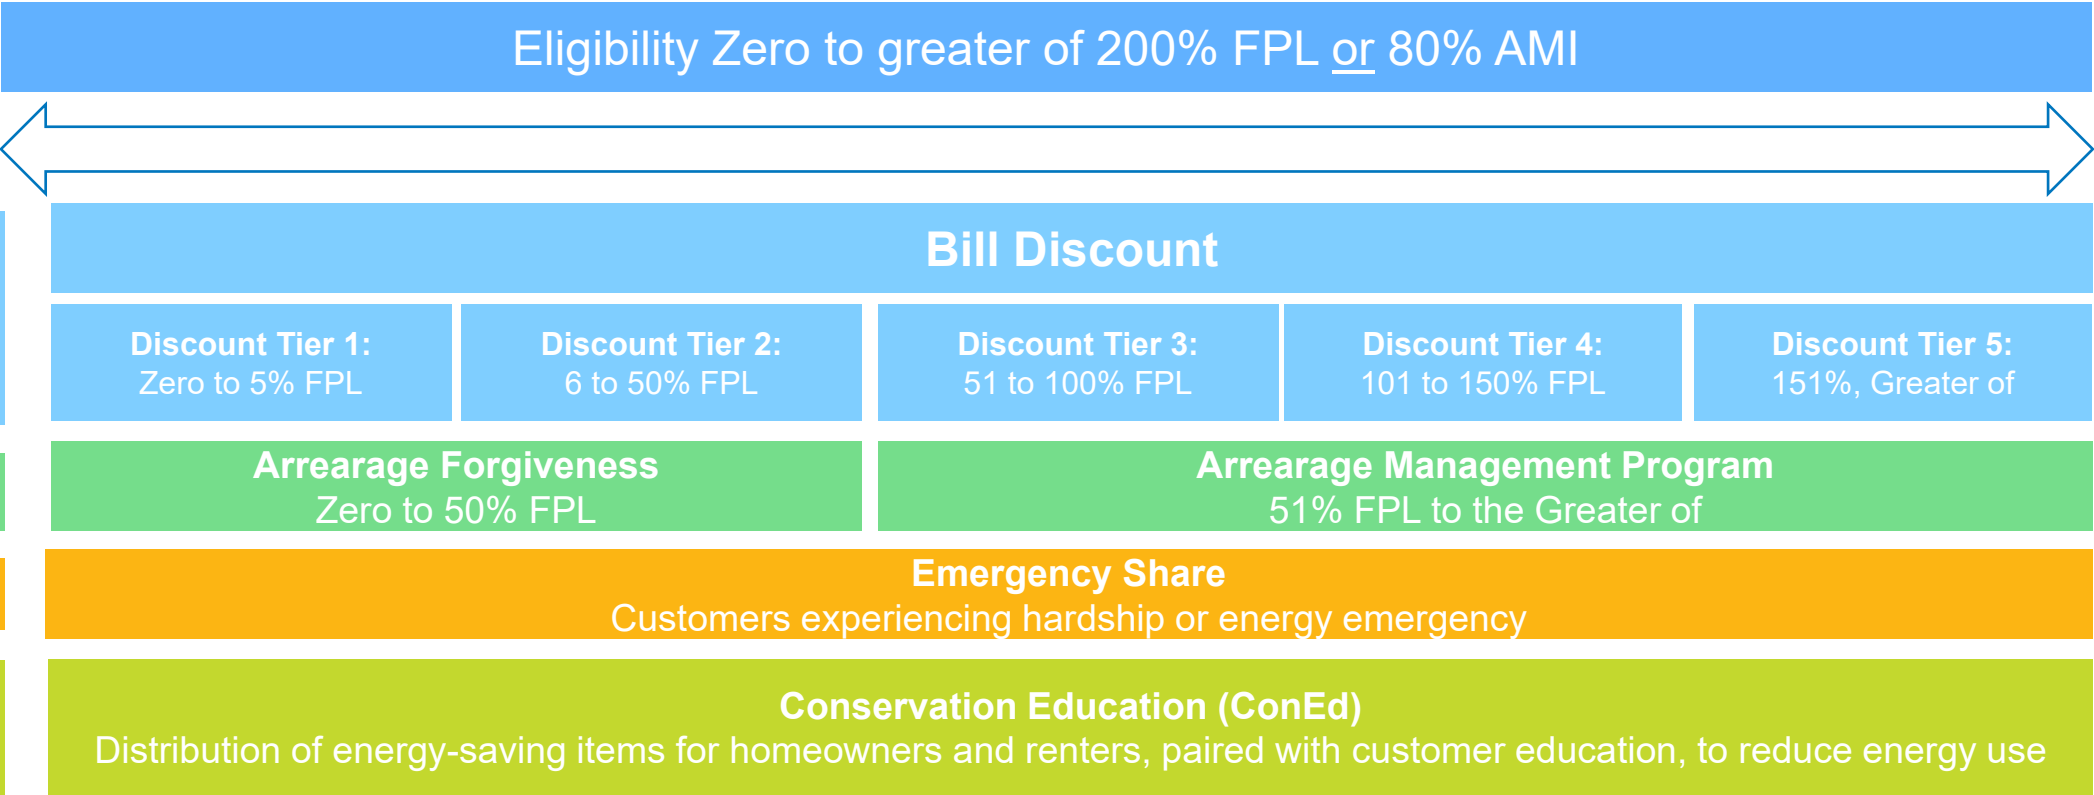 Eligibility Zero to greater of 200% FPL or 80% AMI
Bill Discount
Discount Tier 1:
Zero to 5% FPL
Discount Tier 2:
6 to 50% FPL
Discount Tier 3:
51 to 100% FPL
Discount Tier 4:
101 to 150% FPL
Discount Tier 5:
151%, Greater of
Arrearage Forgiveness
Zero to 50% FPL
Arrearage Management Program
51% FPL to the Greater of
Emergency Share
Customers experiencing hardship or energy emergency
Conservation Education (ConEd)
Distribution of energy-saving items for homeowners and renters, paired with customer education, to reduce energy use